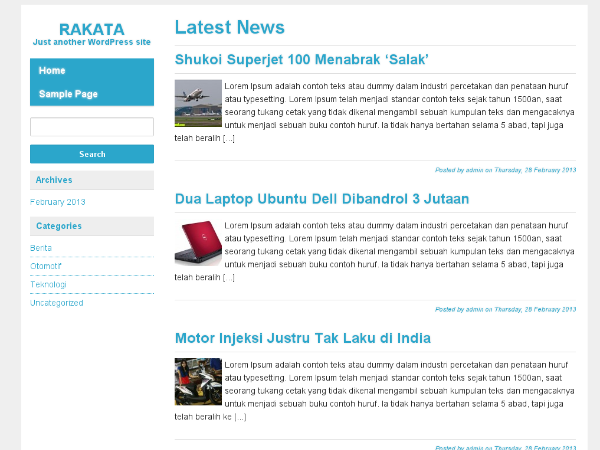 RAKATA
Just another WordPress site
Home
Sample Page
Search
Archives
February 2013
Categories
Berita
Otomotif
Teknologi
Uncategorized
Latest News
Shukoi Superjet 100 Menabrak ‘Salak’
Lorem Ipsum adalah contoh teks atau dummy dalam industri percetakan dan penataan huruf
atau typesetting. Lorem Ipsum telah menjadi standar contoh teks sejak tahun 1500an, saat
seorang tukang cetak yang tidak dikenal mengambil sebuah kumpulan teks dan mengacaknya
untuk menjadi sebuah buku contoh huruf. Ia tidak hanya bertahan selama 5 abad, tapi juga
telah beralih [...]
Posted by admin on Thursday, 28 February 2013
Dua Laptop Ubuntu Dell Dibandrol 3 Jutaan
Lorem Ipsum adalah contoh teks atau dummy dalam industri percetakan dan penataan huruf
atau typesetting. Lorem Ipsum telah menjadi standar contoh teks sejak tahun 1500an, saat
seorang tukang cetak yang tidak dikenal mengambil sebuah kumpulan teks dan mengacaknya
untuk menjadi sebuah buku contoh huruf. Ia tidak hanya bertahan selama 5 abad, tapi juga
telah beralih [...]
Posted by admin on Thursday, 28 February 2013
Motor Injeksi Justru Tak Laku di India
Lorem Ipsum adalah contoh teks atau dummy dalam industri percetakan dan penataan huruf
atau typesetting. Lorem Ipsum telah menjadi standar contoh teks sejak tahun 1500an, saat
seorang tukang cetak yang tidak dikenal mengambil sebuah kumpulan teks dan mengacaknya
untuk menjadi sebuah buku contoh huruf. Ia tidak hanya bertahan selama 5 abad, tapi juga
telah beralih ke [...]
Posted by admin on Thursday, 28 February 2013